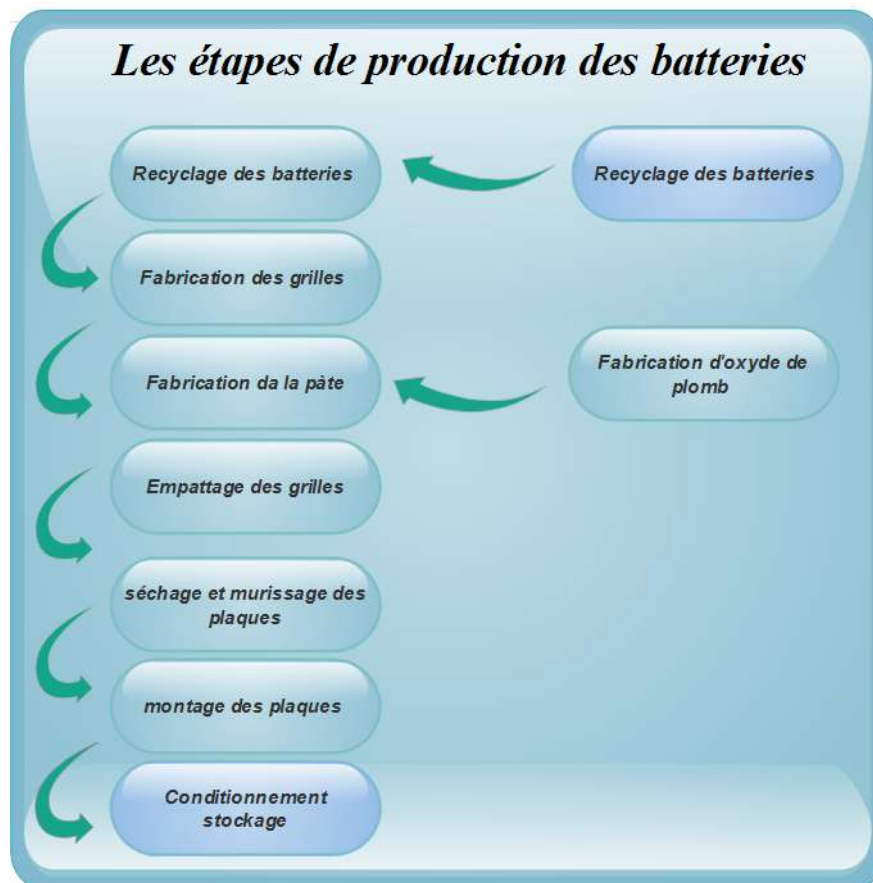 Les étapes de production des batteries
Recyclage des batteries
Recyclage des batteries
Fabrication des grilles
Fabrication da la pàte
Fabrication d'oxyde de
plomb
Empattage des grilles
séchage et murissage des
plaques
montage des plaques
Conditionnement
stockage